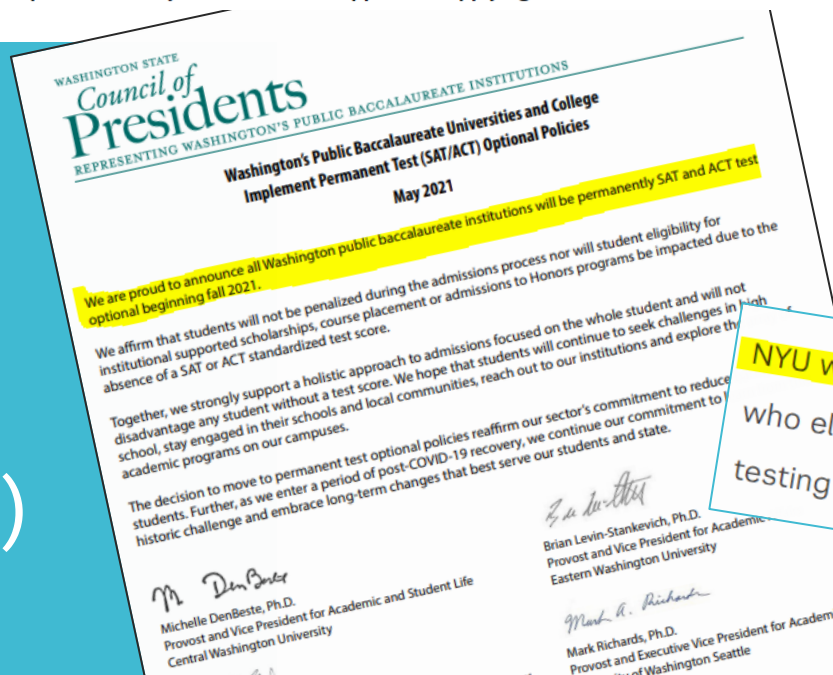 WASHINGTON STATE
Council of
Presidents
REPRESENTING WASHINGTON'S PUBLIC BACCALAUREATE INSTITUTIONS
Washington's Public Baccalaureate Universities and College
Implement Permanent Test (SAT/ACT) Optional Policies
May 2021
We are proud to announce all Washington public baccalaureate institutions will be permanently SAT and ACT test
optional beginning fall 2021.
We affirm that students will not be penalized during the admissions process nor will student eligibility for
institutional supported scholarships, course placement or admissions to Honors programs be impacted due to the
absence of a SAT or ACT standardized test score.
Together, we strongly support a holistic approach to admissions focused on the whole student and will not
disadvantage any student without a test score. We hope that students will continue to seek challenges in high
school, stay engaged in their schools and local communities, reach out to our institutions and explore the
academic programs on our campuses.
The decision to move to permanent test optional policies reaffirm our sector's commitment to reduce
students. Further, as we enter a period of post-COVID-19 recovery, we continue our commitment to
historic challenge and embrace long-term changes that best serve our students and state.
M DenBeste
Michelle DenBeste, Ph.D.
Provost and Vice President for Academic and Student Life
Central Washington University
Brian Levin-Stankevich, Ph.D.
Provost and Vice President for Academic
Eastern Washington University
Mark A. Richards
Mark Richards, Ph.D.
Provost and Executive Vice President for Academ
of Washington Seattle
NYU w
who el
testing
)